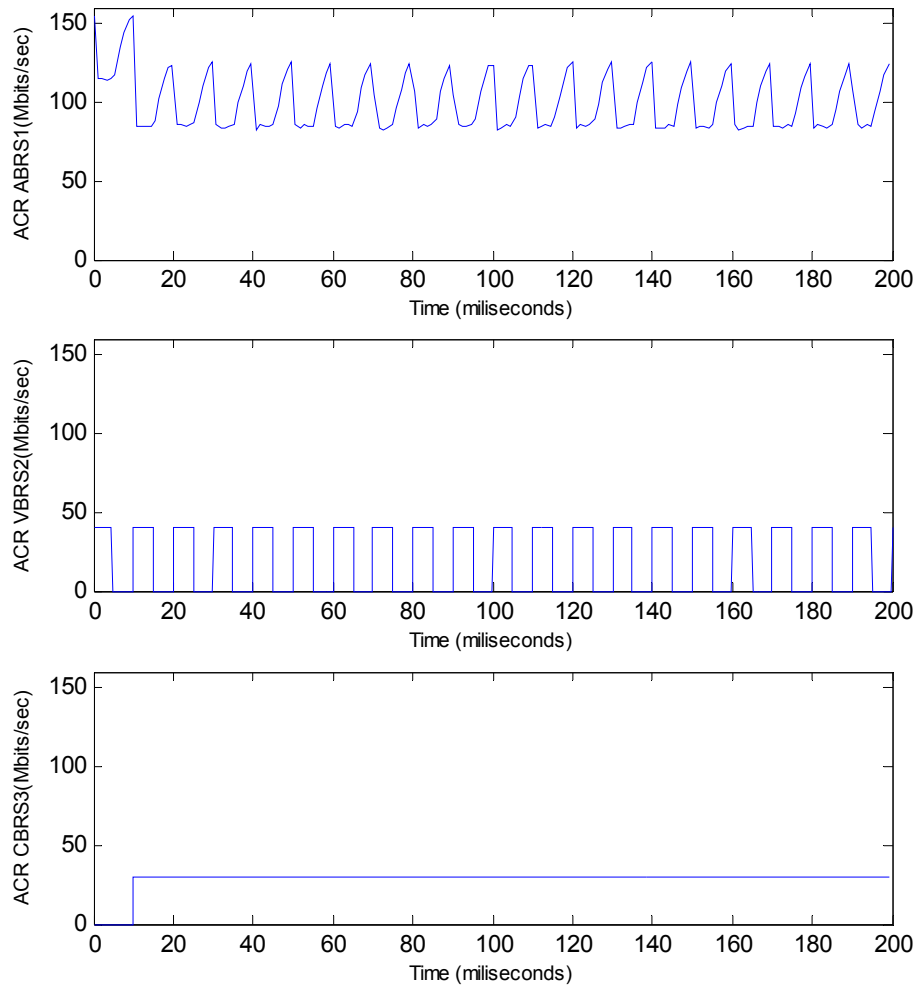 150
100
50
0
ACR ABRS1(Mbits/sec)
0 20 40 60 80 100 120 140 160 180 200
Time (miliseconds)
150
100
50
0
ACR VBRS2(Mbits/sec)
0 20 40 60 80 100 120 140 160 180 200
Time (miliseconds)
150
100
50
0
ACR CBRS3(Mbits/sec)
0 20 40 60 80 100 120 140 160 180 200
Time (miliseconds)